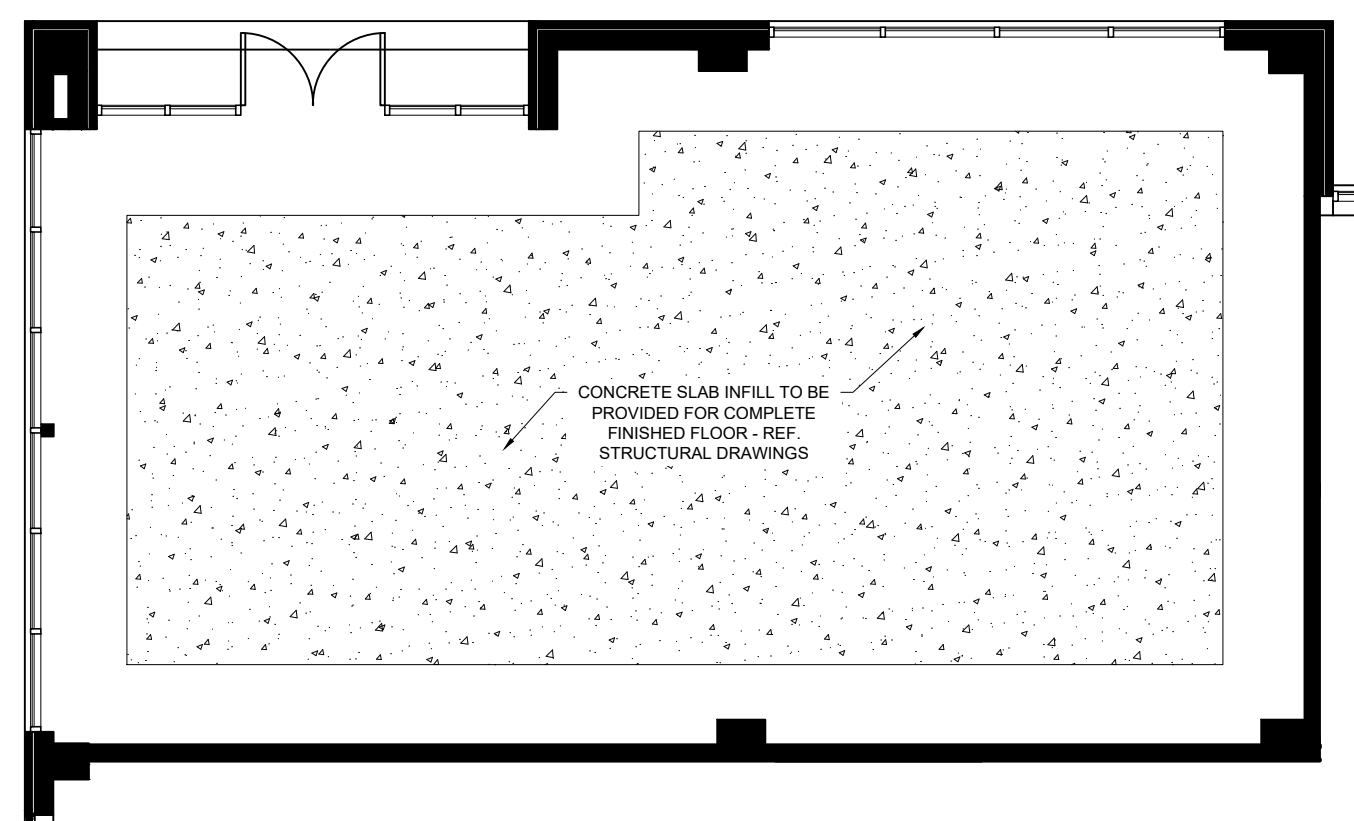 CONCRETE SLAB INFILL TO BE
PROVIDED FOR COMPLETE
FINISHED FLOOR - REF.
STRUCTURAL DRAWINGS